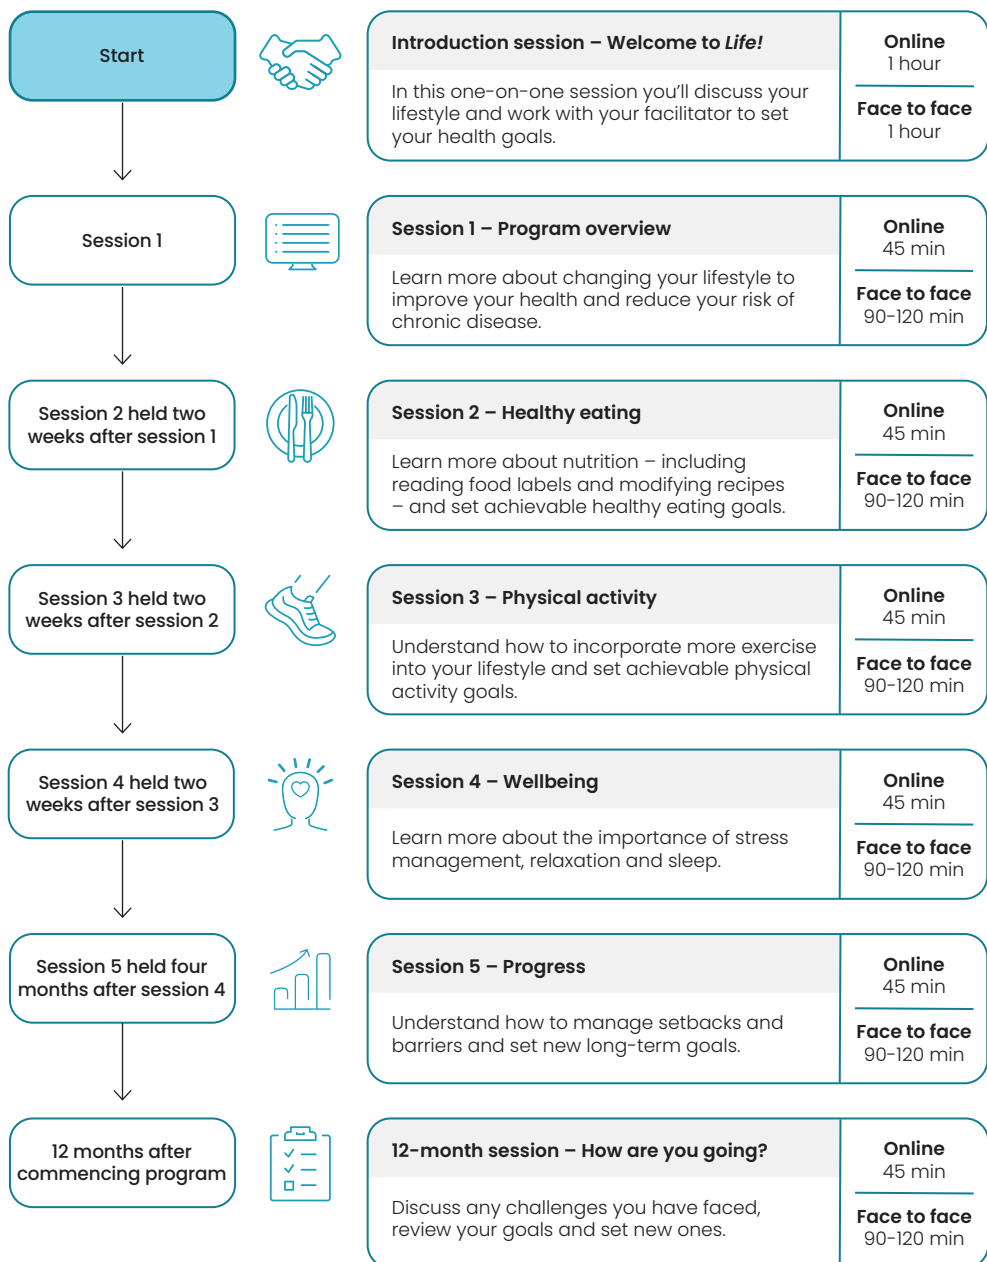 Start
Introduction session – Welcome to Life!
In this one-on-one session you’ll discuss your
lifestyle and work with your facilitator to set
your health goals.
Online
1 hour
Face to face
1 hour
Session 1
Session 1 – Program overview
Learn more about changing your lifestyle to
improve your health and reduce your risk of
chronic disease.
Online
45 min
Face to face
90-120 min
Session 2 held two
weeks after session 1
Session 2 – Healthy eating
Learn more about nutrition – including
reading food labels and modifying recipes
– and set achievable healthy eating goals.
Online
45 min
Face to face
90-120 min
Session 3 held two
weeks after session 2
Session 3 – Physical activity
Understand how to incorporate more exercise
into your lifestyle and set achievable physical
activity goals.
Online
45 min
Face to face
90-120 min
Session 4 held two
weeks after session 3
Session 4 – Wellbeing
Learn more about the importance of stress
management, relaxation and sleep.
Online
45 min
Face to face
90-120 min
Session 5 held four
months after session 4
Session 5 – Progress
Understand how to manage setbacks and
barriers and set new long-term goals.
Online
45 min
Face to face
90-120 min
12 months after
commencing program
12-month session – How are you going?
Discuss any challenges you have faced,
review your goals and set new ones.
Online
45 min
Face to face
90-120 min